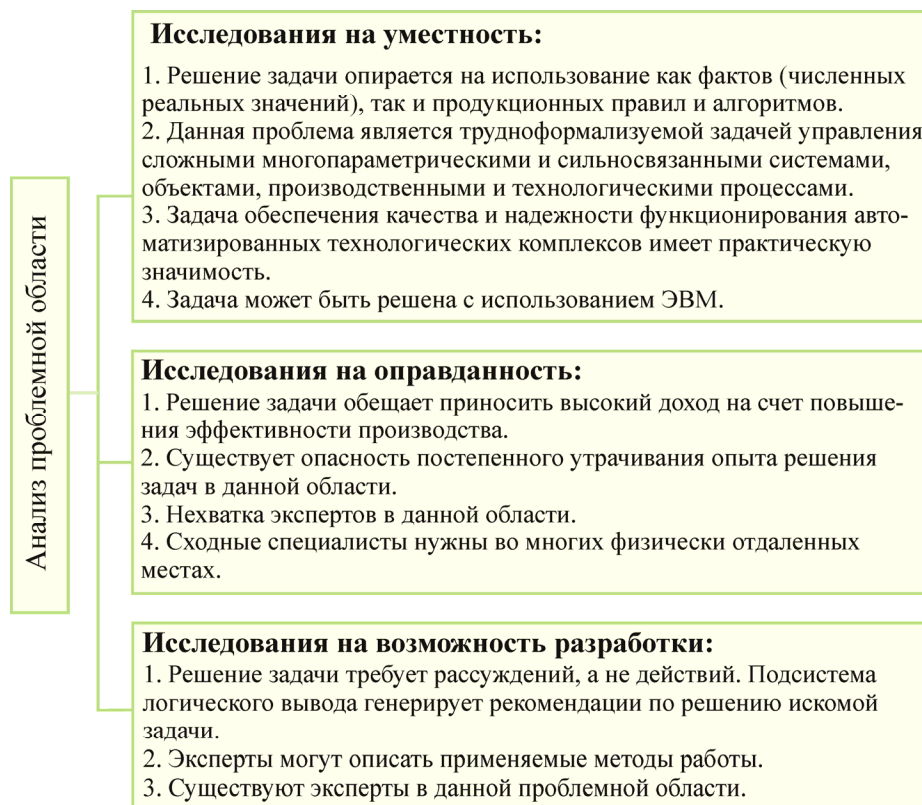 Анализ проблемной области
Исследования на уместность:
1. Решение задачи опирается на использование как фактов (численных
реальных значений), так и продукционных правил и алгоритмов.
2. Данная проблема является трудноформализуемой задачей управления
сложными многопараметрическими и сильносвязанными системами,
объектами, производственными и технологическими процессами.
3. Задача обеспечения качества и надежности функционирования авто-
матизированных технологических комплексов имеет практическую
значимость.
4. Задача может быть решена с использованием ЭВМ.
Исследования на оправданность:
1. Решение задачи обещает приносить высокий доход на счет повыше-
ния эффективности производства.
2. Существует опасность постепенного утрачивания опыта решения
задач в данной области.
3. Нехватка экспертов в данной области.
4. Сходные специалисты нужны во многих физически отдаленных
местах.
Исследования на возможность разработки:
1. Решение задачи требует рассуждений, а не действий. Подсистема
логического вывода генерирует рекомендации по решению искомой
задачи.
2. Эксперты могут описать применяемые методы работы.
3. Существуют эксперты в данной проблемной области.